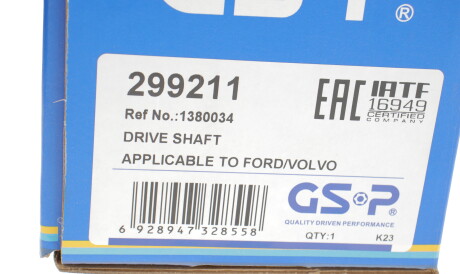 GSP ®
299211
Ref No.:1380034
DRIVE SHAFT
APPLICABLE TO FORD/VOLVO
EAC
IATF
16949
CERTIFIED
COMPANY
6 928947 328558
GSP ®
QUALITY DRIVEN PERFORMANCE
QTY:1 K23